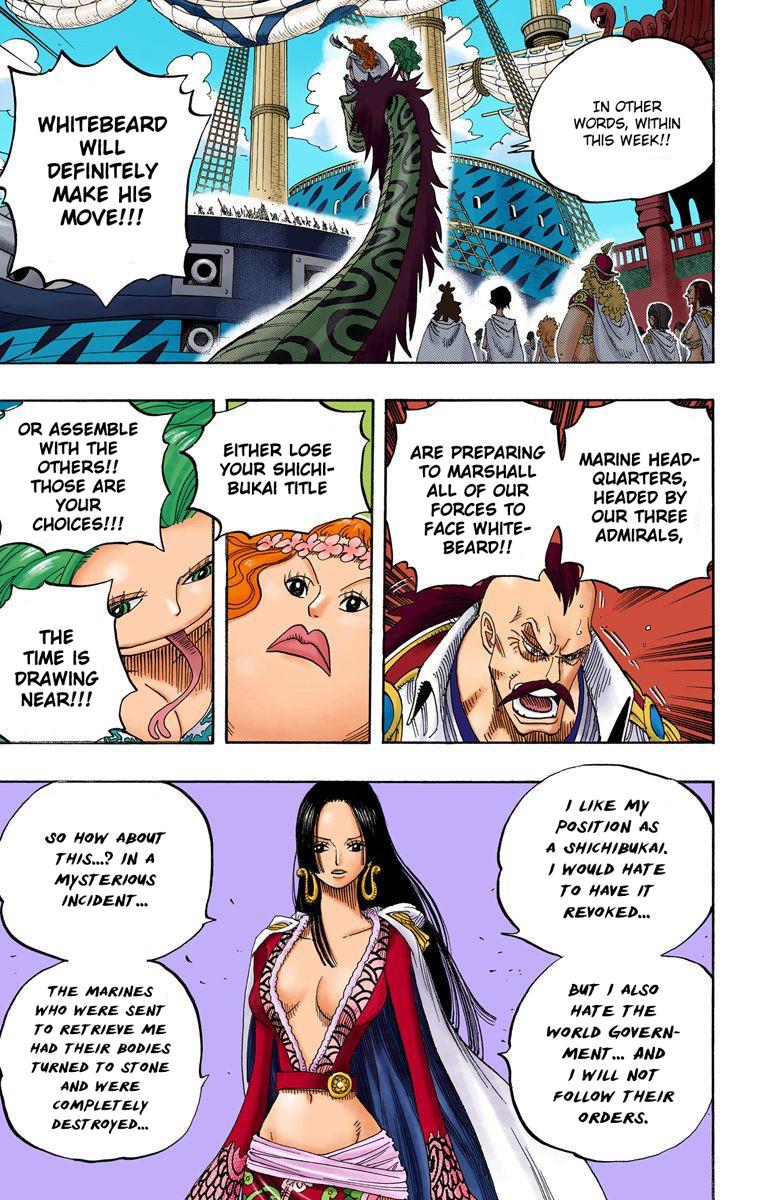 IN OTHER
WORDS, WITHIN
THIS WEEK!!
WHITEBEARD
WILL
DEFINITELY
MAKE HIS
MOVE!!!
MARINE HEAD-
QUARTERS,
HEADED BY
OUR THREE
ADMIRALS,
ARE PREPARING
TO MARSHALL
ALL OF OUR
FORCES TO
FACE WHITE-
BEARD!!
EITHER LOSE
YOUR SHICHI-
BUKAI TITLE
OR ASSEMBLE
WITH THE
OTHERS!!
THOSE ARE
YOUR
CHOICES!!!
THE
TIME IS
DRAWING
NEAR!!!
I LIKE MY
POSITION AS
A SHICHIBUKAI.
I WOULD HATE
TO HAVE IT
REVOKED...
BUT I ALSO
HATE THE
WORLD GOVERN-
MENT... AND
I WILL NOT
FOLLOW THEIR
ORDERS.
SO HOW ABOUT
THIS...? IN A
MYSTERIOUS
INCIDENT...
THE MARINES
WHO WERE SENT
TO RETRIEVE ME
HAD THEIR BODIES
TURNED TO STONE
AND WERE
COMPLETELY
DESTROYED...